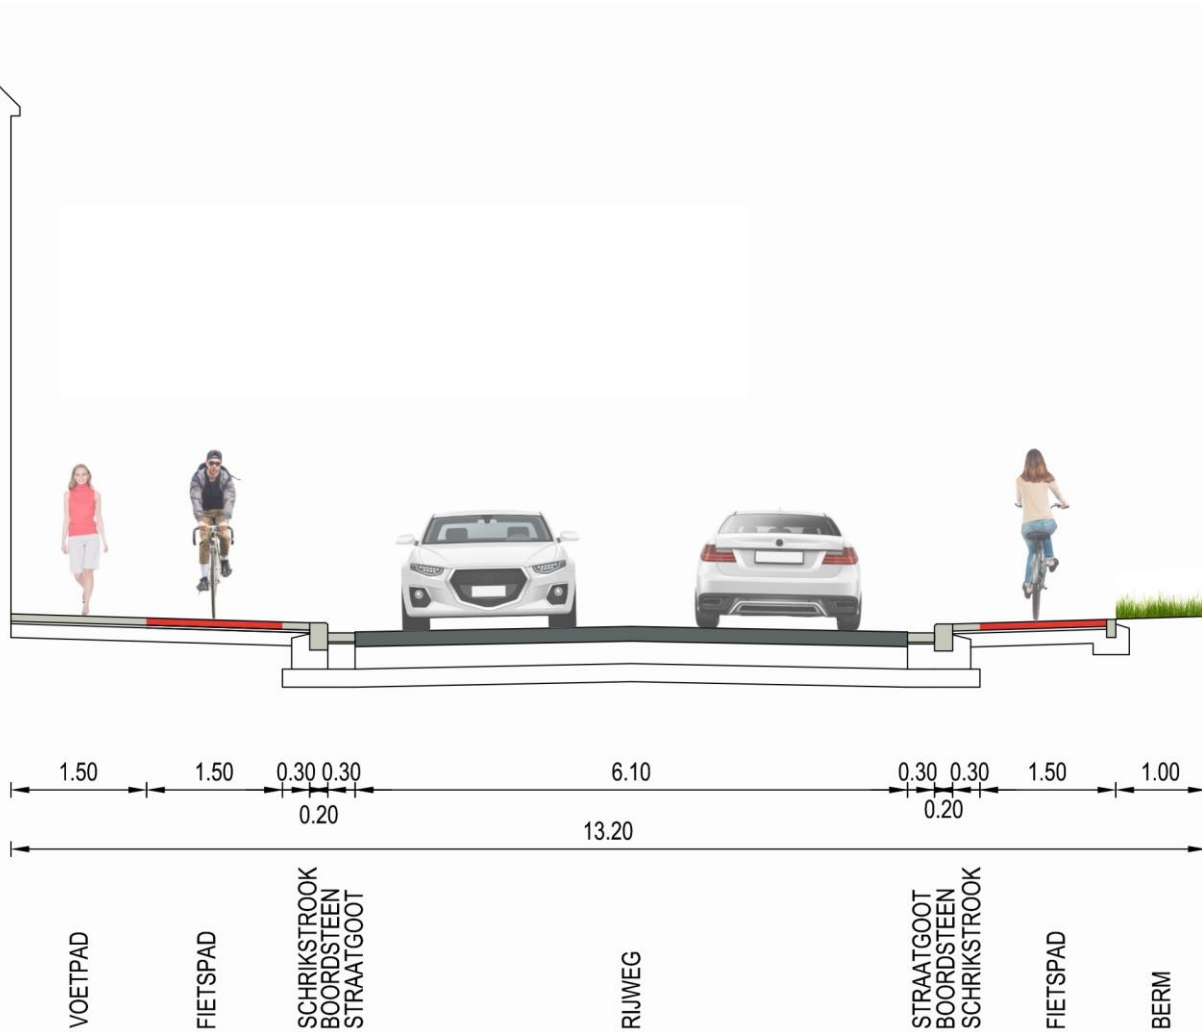 1.50
1.50
0.30
0.30
6.10
0.30
0.30
1.50
1.00
0.20
0.20
13.20
VOETPAD
FIETSPAD
SCHRIKSTROOK
BOORDSTEEN
STRAATGOOT
RIJWEG
STRAATGOOT
BOORDSTEEN
SCHRIKSTROOK
FIETSPAD
BERM